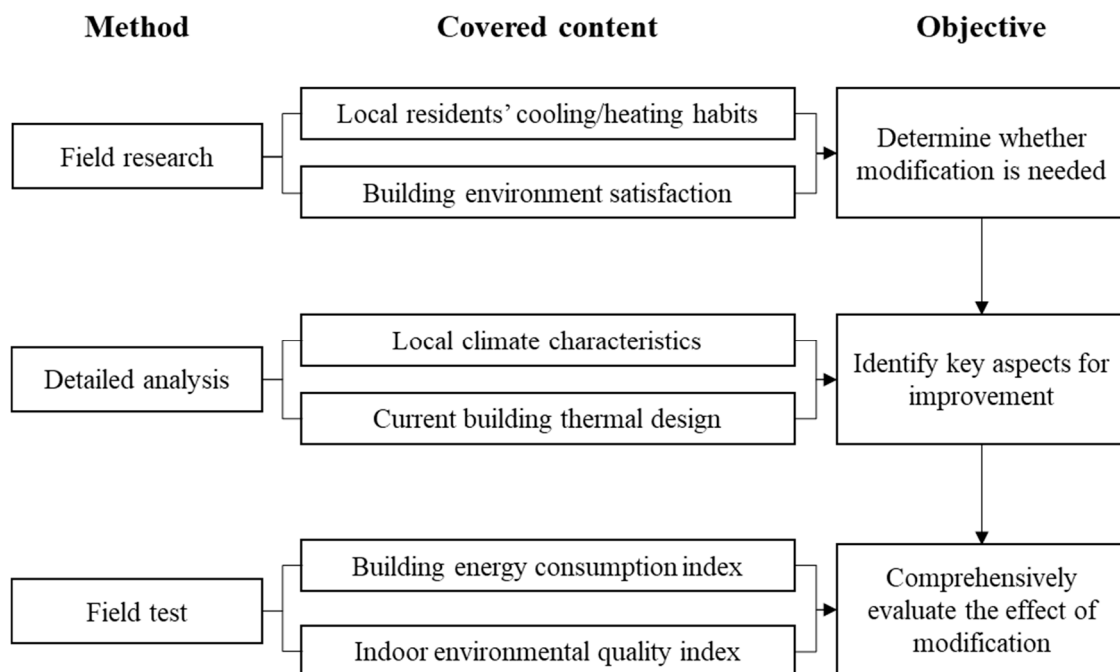 Method
Covered content
Objective
Field research
Local residents’ cooling/heating habits
Building environment satisfaction
Determine whether
modification is needed
Detailed analysis
Local climate characteristics
Current building thermal design
Identify key aspects for
improvement
Field test
Building energy consumption index
Indoor environmental quality index
Comprehensively
evaluate the effect of
modification